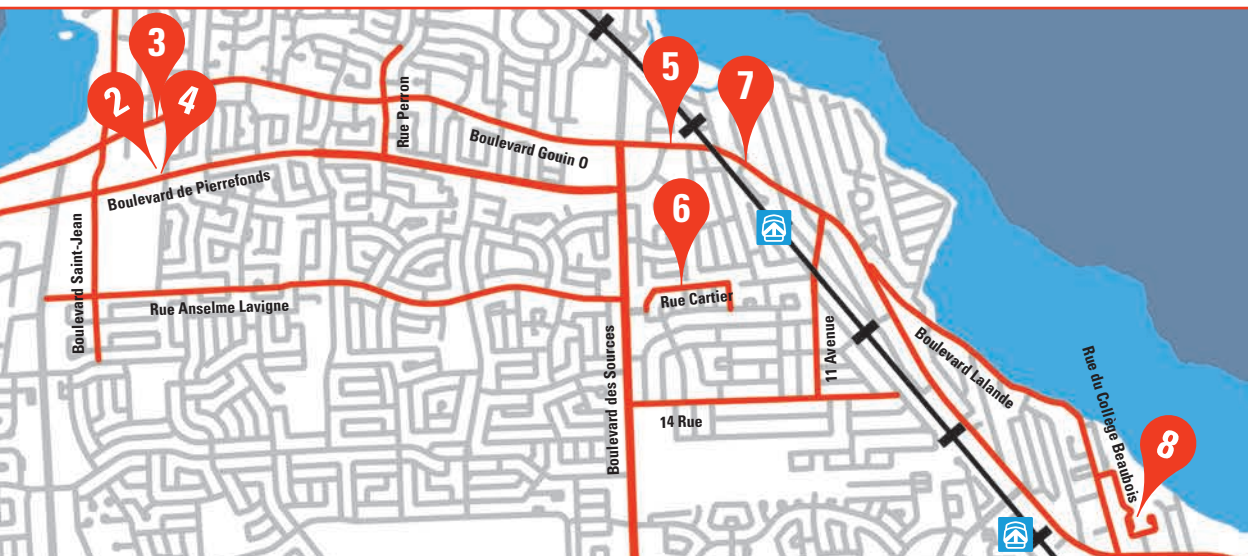 3
2
4
5
7
Rue Perron
Boulevard Gouin O
Boulevard de Pierrefonds
6
Boulevard Saint-Jean
Rue Anselme Lavigne
Rue Cartier
11 Avenue
Boulevard Lalande
Boulevard des Sources
14 Rue
Rue du Collège Beaubois
8